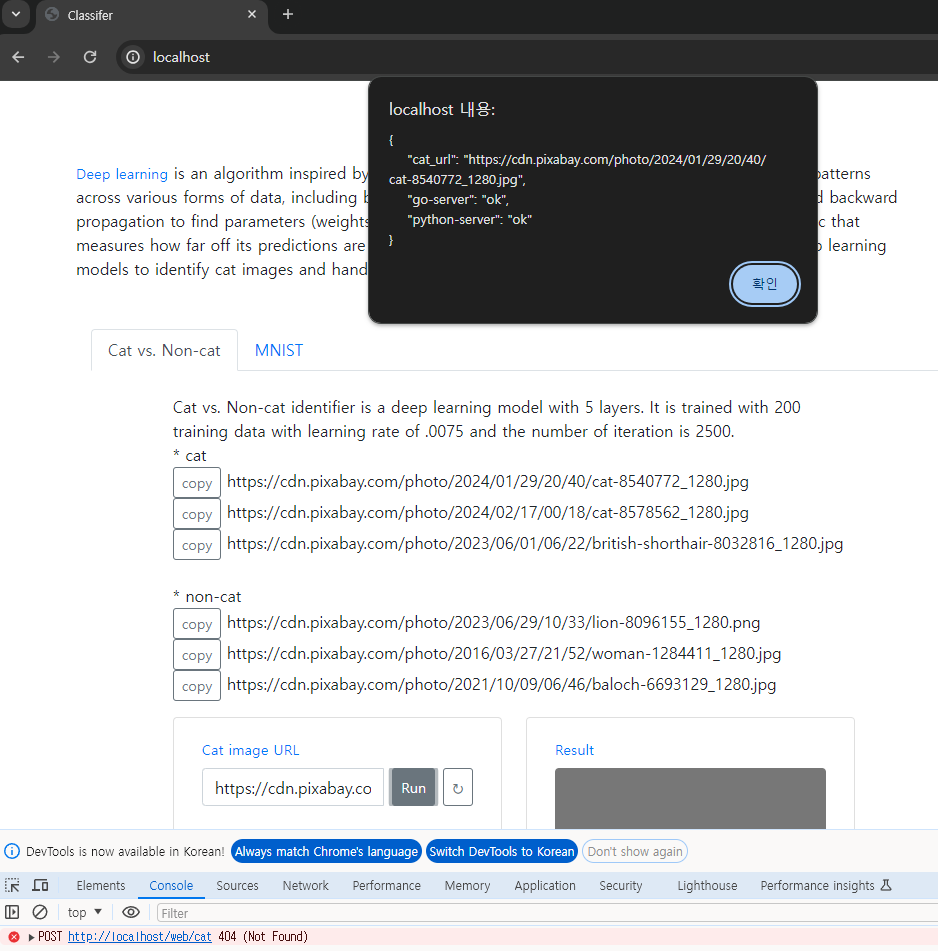 Classifer
localhost
localhost 내용:
{
"cat_url": "https://cdn.pixabay.com/photo/2024/01/29/20/40/
cat-8540772_1280.jpg",
"go-server": "ok",
"python-server": "ok"
}
확인
Deep learning is an algorithm inspired by patterns
across various forms of data, including backward
propagation to find parameters (weights that
measures how far off its predictions are learning
models to identify cat images and hand
Cat vs. Non-cat MNIST
Cat vs. Non-cat identifier is a deep learning model with 5 layers. It is trained with 200
training data with learning rate of .0075 and the number of iteration is 2500.
* cat
copy https://cdn.pixabay.com/photo/2024/01/29/20/40/cat-8540772_1280.jpg
copy https://cdn.pixabay.com/photo/2024/02/17/00/18/cat-8578562_1280.jpg
copy https://cdn.pixabay.com/photo/2023/06/01/06/22/british-shorthair-8032816_1280.jpg
* non-cat
copy https://cdn.pixabay.com/photo/2023/06/29/10/33/lion-8096155_1280.png
copy https://cdn.pixabay.com/photo/2016/03/27/21/52/woman-1284411_1280.jpg
copy https://cdn.pixabay.com/photo/2021/10/09/06/46/baloch-6693129_1280.jpg
Cat image URL Result
https://cdn.pixabay.co Run ↻
DevTools is now available in Korean! Always match Chrome's language Switch DevTools to Korean Don't show again
Elements Console Sources Network Performance Memory Application Security Lighthouse Performance insights
top Filter
POST http://localhost/web/cat 404 (Not Found)